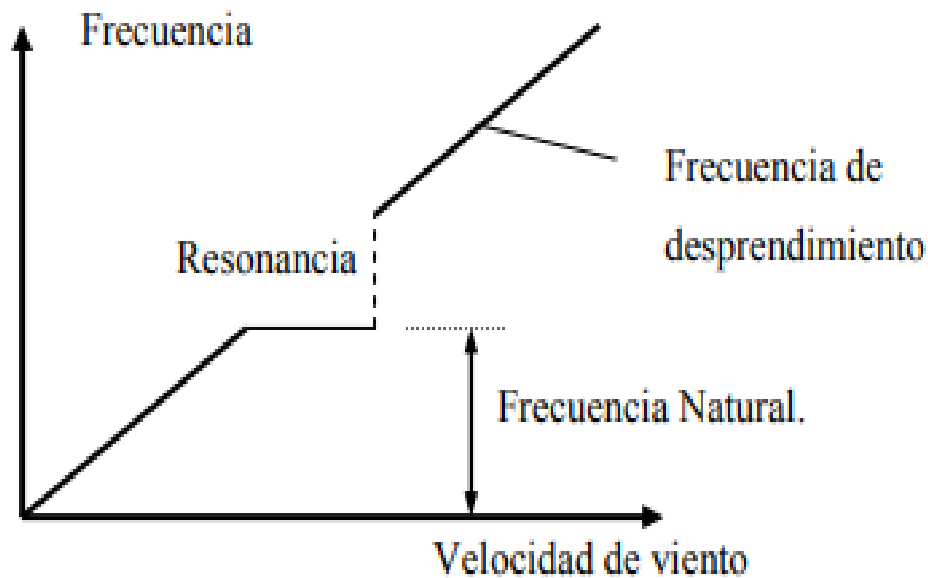 Frecuencia
Frecuencia de
desprendimiento
Resonancia
Frecuencia Natural.
Velocidad de viento